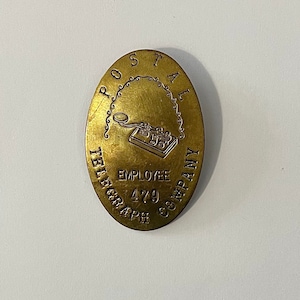 POSTAL
EMPLOYEE
479
TELEGRAPH COMPANY